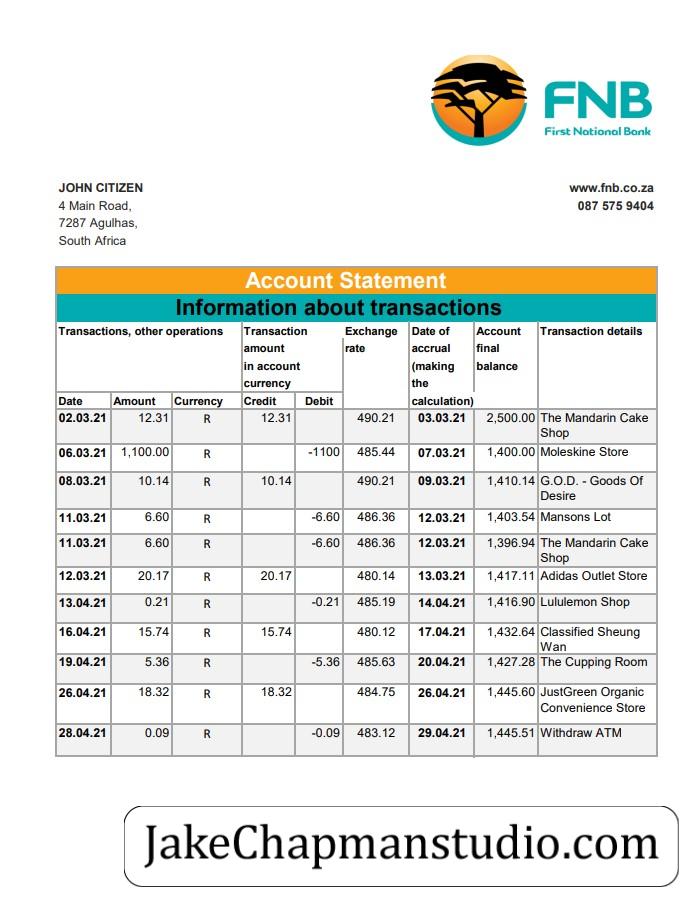 FNB
First National Bank
JOHN CITIZEN www.fnb.co.za
4 Main Road, 087 575 9404
7287 Agulhas,
South Africa
Account Statement
Information about transactions
Transactions, other operations Transaction amount in account currency Exchange rate Date of accrual (making the calculation) Account final balance Transaction details
Date Amount Currency Credit Debit
02.03.21 12.31 R 12.31 490.21 03.03.21 2,500.00 The Mandarin Cake
Shop
06.03.21 1,100.00 R -1100 485.44 07.03.21 1,400.00 Moleskine Store
08.03.21 10.14 R 10.14 490.21 09.03.21 1,410.14 G.O.D. - Goods Of
Desire
11.03.21 6.60 R -6.60 486.36 12.03.21 1,403.54 Mansons Lot
11.03.21 6.60 R -6.60 486.36 12.03.21 1,396.94 The Mandarin Cake
Shop
12.03.21 20.17 R 20.17 480.14 13.03.21 1,417.11 Adidas Outlet Store
13.04.21 0.21 R -0.21 485.19 14.04.21 1,416.90 Lululemon Shop
16.04.21 15.74 R 15.74 480.12 17.04.21 1,432.64 Classified Sheung
Wan
19.04.21 5.36 R -5.36 485.63 20.04.21 1,427.28 The Cupping Room
26.04.21 18.32 R 18.32 484.75 26.04.21 1,445.60 JustGreen Organic
Convenience Store
28.04.21 0.09 R -0.09 483.12 29.04.21 1,445.51 Withdraw ATM
JakeChapmanstudio.com